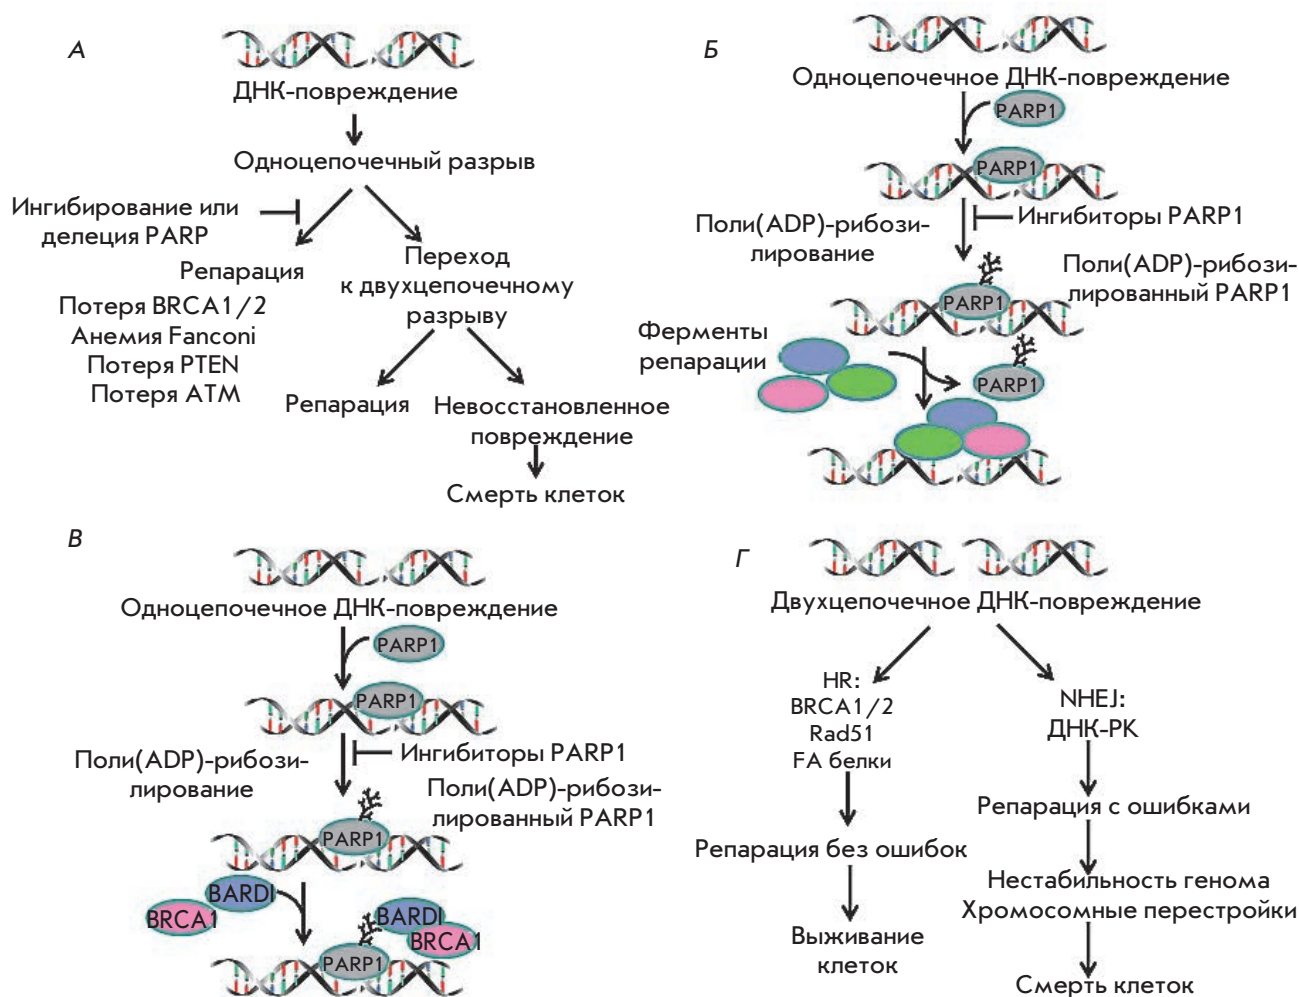 А
ДНК-повреждение
Одноцепочечный разрыв
Ингибирование или
делеция PARP
Репарация
Потеря BRCA1/2
Анемия Fanconi
Потеря PTEN
Потеря ATM
Переход
к двухцепочечному
разрыву
Репарация
Невосстановленное
повреждение
Смерть клеток
Б
Одноцепочечное ДНК-повреждение
PARP1
PARP1
Поли(ADP)-рибози-
лирование
Ингибиторы PARP1
Поли(ADP)-рибози-
лированный PARP1
PARP1
Ферменты
репарации
PARP1
В
Одноцепочечное ДНК-повреждение
PARP1
PARP1
Поли(ADP)-рибози-
лирование
Ингибиторы PARP1
Поли(ADP)-рибози-
лированный PARP1
PARP1
BARDI
BRCA1
BARDI
BRCA1
PARP1
Г
Двухцепочечное ДНК-повреждение
HR:
BRCA1/2
Rad51
FA белки
Репарация без ошибок
Выживание
клеток
NHEJ:
ДНК-PK
Репарация с ошибками
Нестабильность генома
Хромосомные перестройки
Смерть клеток